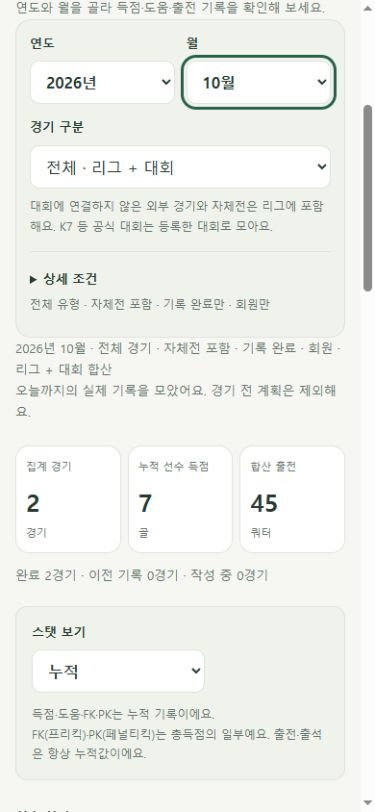 연도와 월을 골라 득점·도움·출전 기록을 확인해 보세요.
연도
월
2026년
10월
경기 구분
전체 · 리그 + 대회
대회에 연결하지 않은 외부 경기와 자체전은 리그에 포함
해요. K7 등 공식 대회는 등록한 대회로 모아요.
▶ 상세 조건
전체 유형 · 자체전 포함 · 기록 완료만 · 회원만
2026년 10월 · 전체 경기 · 자체전 포함 · 기록 완료 · 회원 ·
리그 + 대회 합산
오늘까지의 실제 기록을 모았어요. 경기 전 계획은 제외해
요.
집계 경기
2
경기
누적 선수 득점
7
골
합산 출전
45
쿼터
완료 2경기 · 이전 기록 0경기 · 작성 중 0경기
스탯 보기
누적
득점·도움·FK·PK는 누적 기록이에요.
FK(프리킥)·PK(페널티킥)는 총득점의 일부예요. 출전·출석
은 항상 누적값이에요.